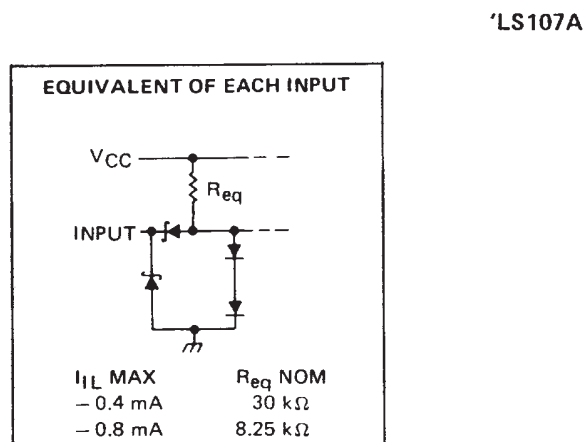 'LS107A
EQUIVALENT OF EACH INPUT
VCC
Req
INPUT
IIL MAX Req NOM
– 0.4 mA 30 kΩ
– 0.8 mA 8.25 kΩ